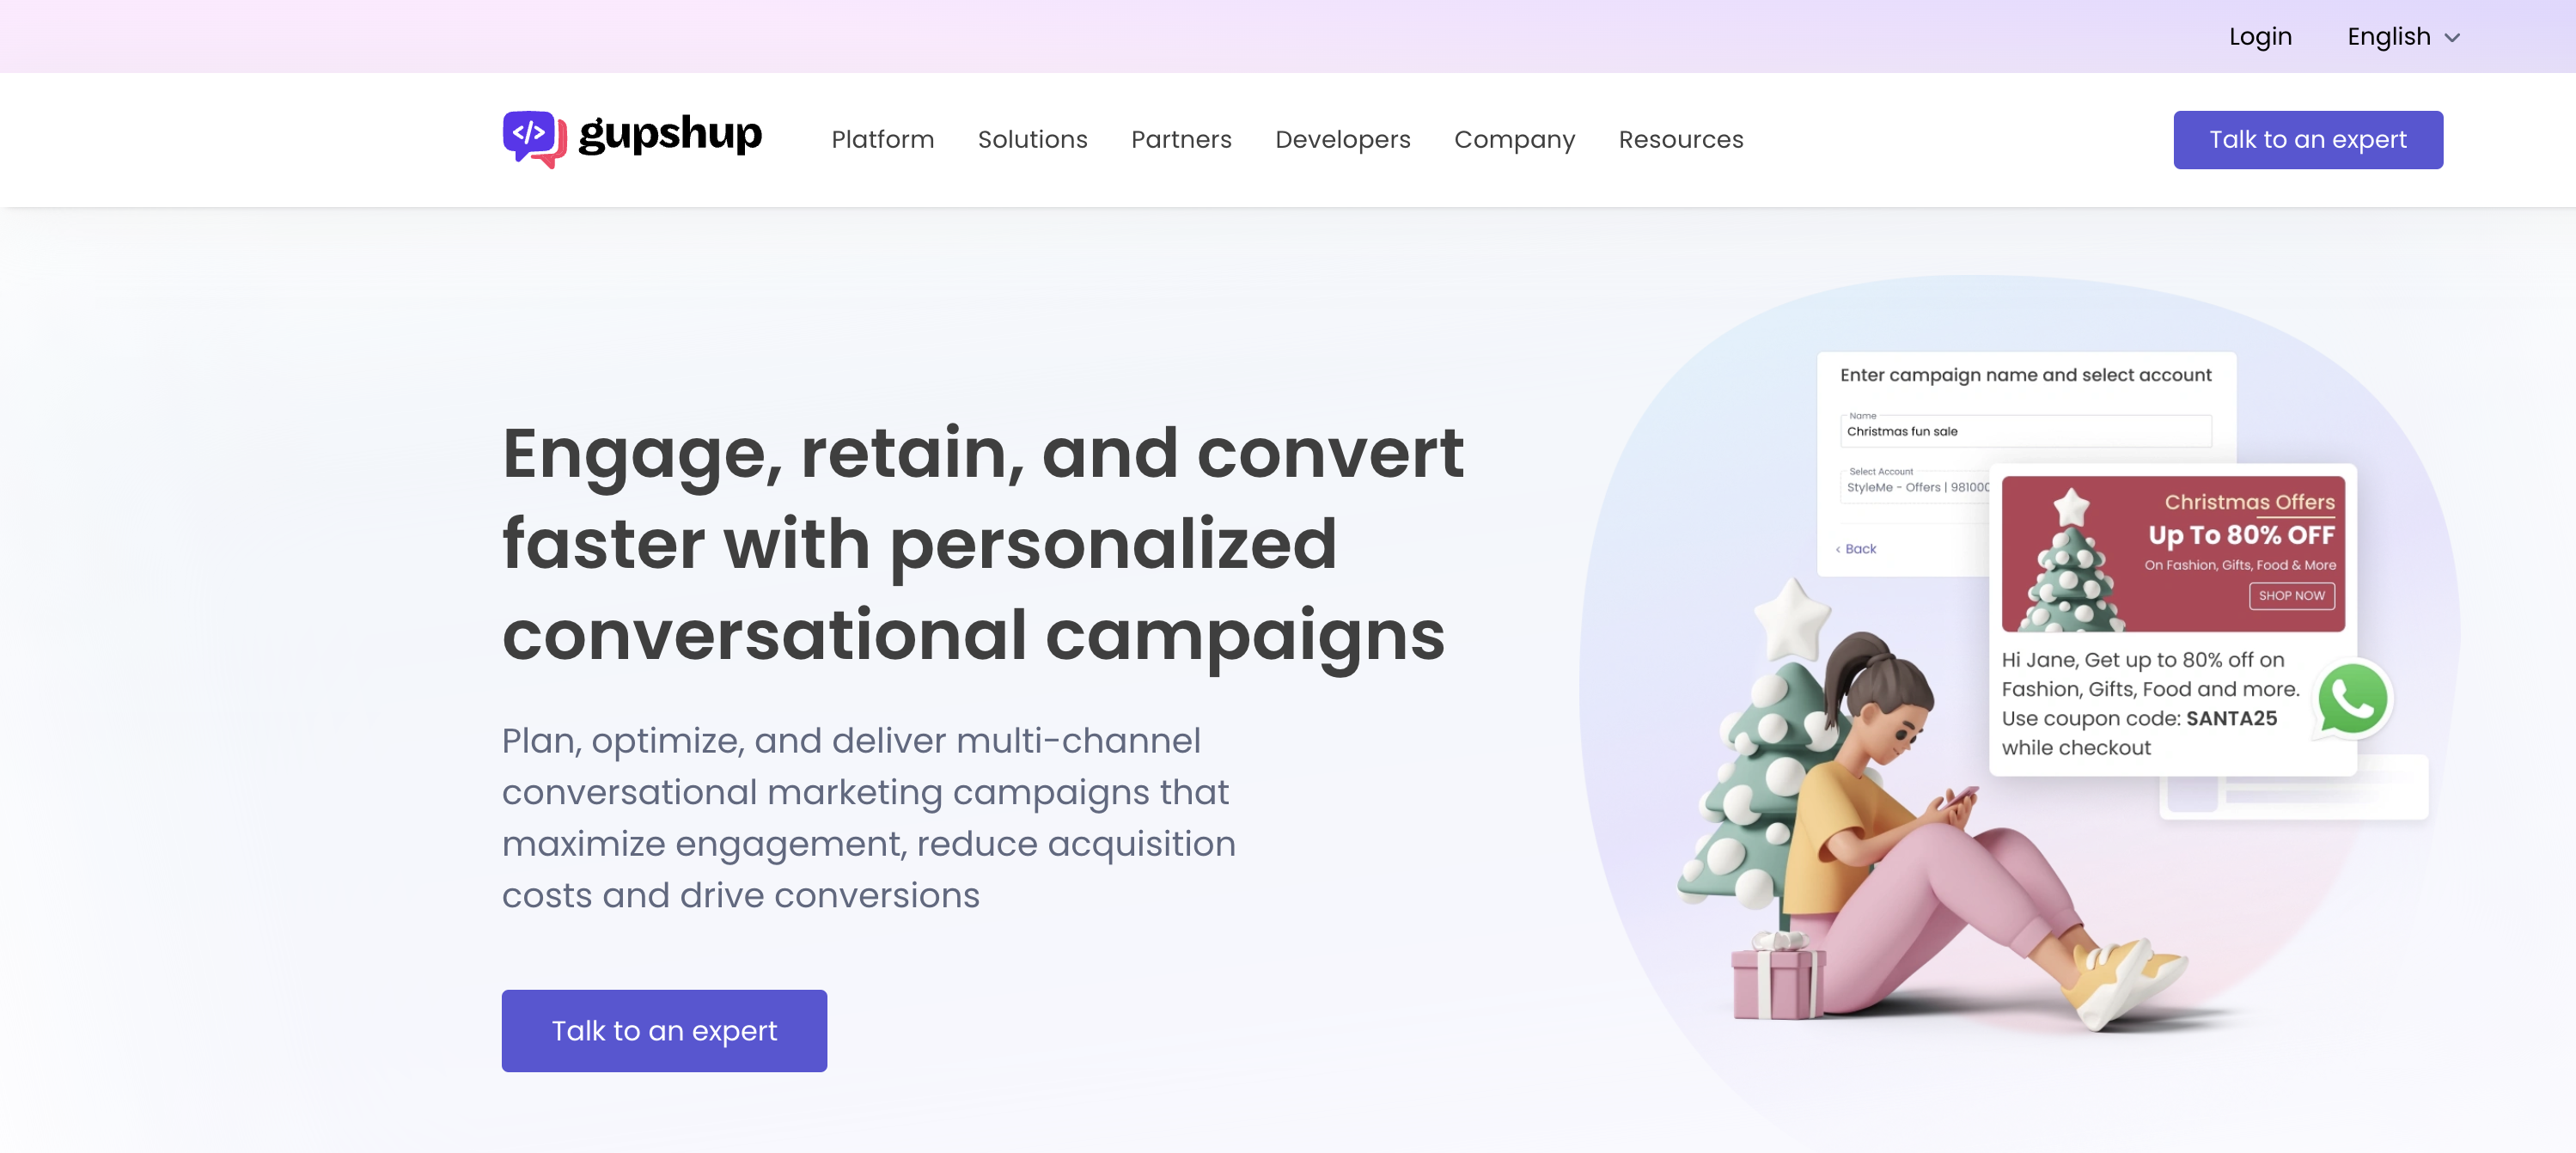 Login English
gupshup Platform Solutions Partners Developers Company Resources Talk to an expert
Engage, retain, and convert
faster with personalized
conversational campaigns
Plan, optimize, and deliver multi-channel
conversational marketing campaigns that
maximize engagement, reduce acquisition
costs and drive conversions
Talk to an expert
Enter campaign name and select account
Name
Christmas fun sale
Select Account
StyleMe - Offers | 981000
‹ Back
Christmas Offers
Up To 80% OFF
On Fashion, Gifts, Food & More
SHOP NOW
Hi Jane, Get up to 80% off on
Fashion, Gifts, Food and more.
Use coupon code: SANTA25
while checkout